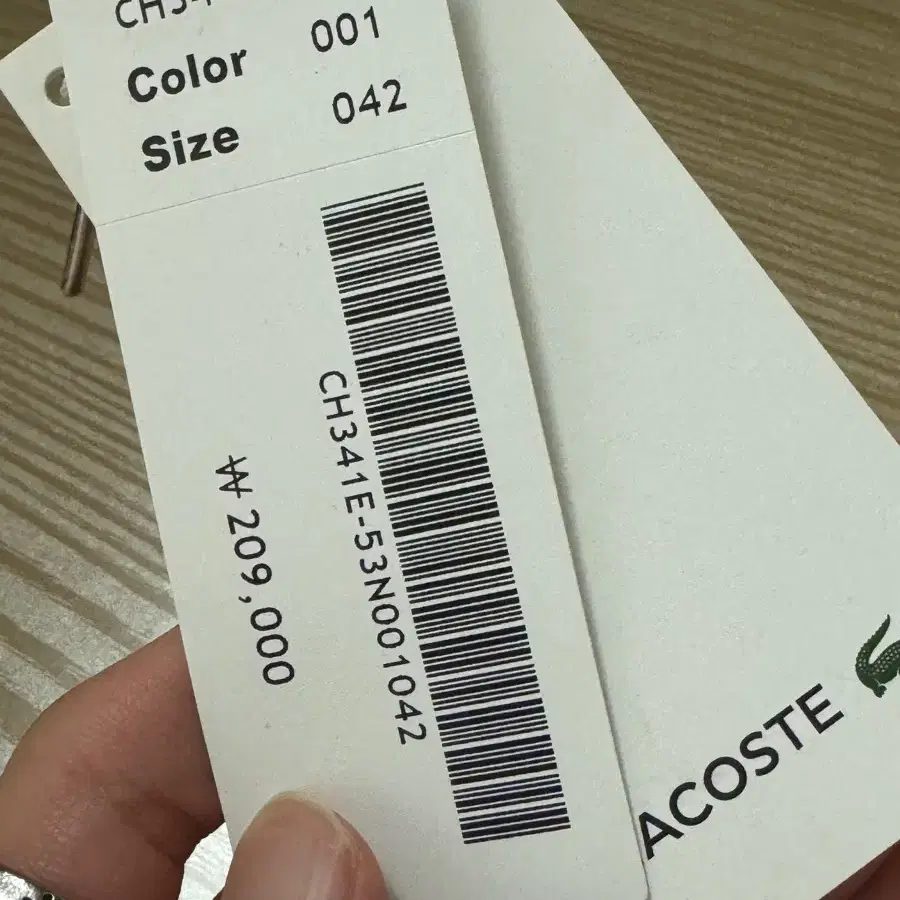 Color 001
Size 042
CH341E-53N001042
₩ 209,000
ACOSTE